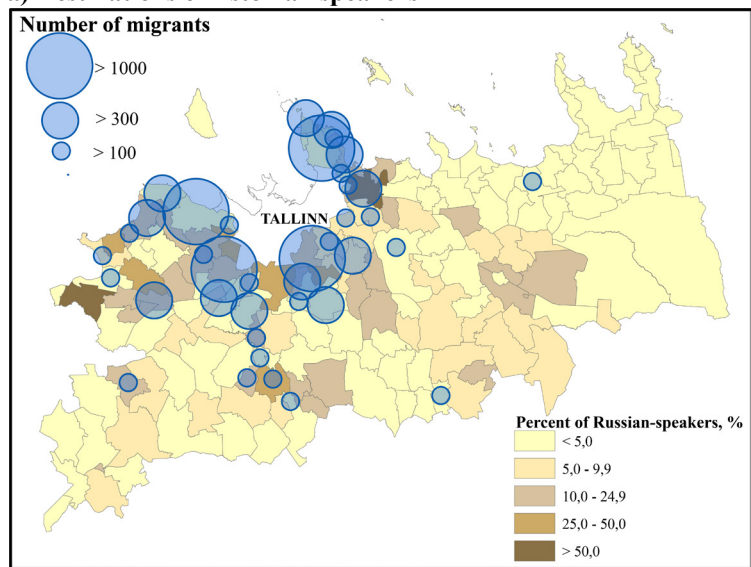 Number of migrants
> 1000
> 300
> 100
TALLINN
Percent of Russian-speakers, %
< 5,0
5,0 - 9,9
10,0 - 24,9
25,0 - 50,0
> 50,0